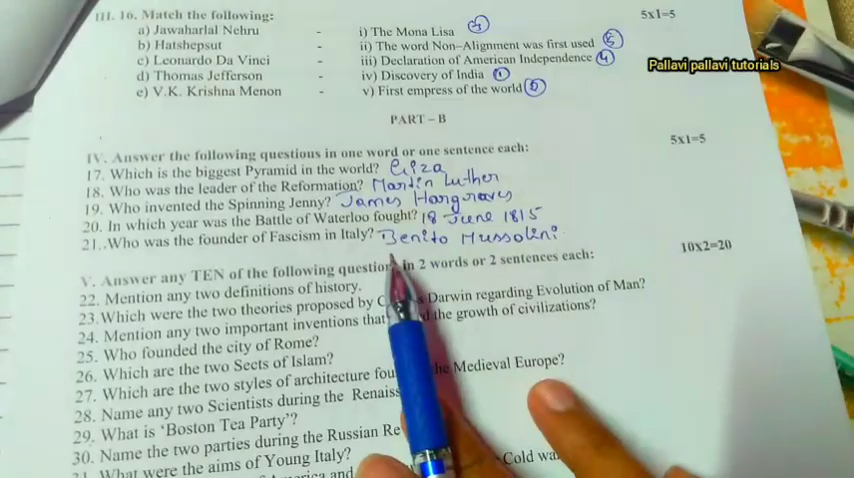 III. 16. Match the following: 5x1=5
a) Jawaharlal Nehru - i) The Mona Lisa
b) Hatshepsut - ii) The word Non-Alignment was first used 5
c) Leonardo Da Vinci - iii) Declaration of American Independence 4
d) Thomas Jefferson - iv) Discovery of India 1
e) V.K. Krishna Menon - v) First empress of the world 2
Pallavi pallavi tutorials
PART – B
IV. Answer the following questions in one word or one sentence each: 5x1=5
17. Which is the biggest Pyramid in the world? Giza
18. Who was the leader of the Reformation? Martin Luther
19. Who invented the Spinning Jenny? James Hargraves
20. In which year was the Battle of Waterloo fought? 18 June 1815
21. Who was the founder of Fascism in Italy? Benito Mussolini
V. Answer any TEN of the following question in 2 words or 2 sentences each: 10x2=20
22. Mention any two definitions of history.
23. Which were the two theories proposed by Darwin regarding Evolution of Man?
24. Mention any two important inventions that the growth of civilizations?
25. Who founded the city of Rome?
26. Which are the two Sects of Islam?
27. Which are the two styles of architecture Medieval Europe?
28. Name any two Scientists during the
29. What is 'Boston Tea Party'?
30. Name the two parties during the Russian
31. What were the aims of Young Italy?
and Cold